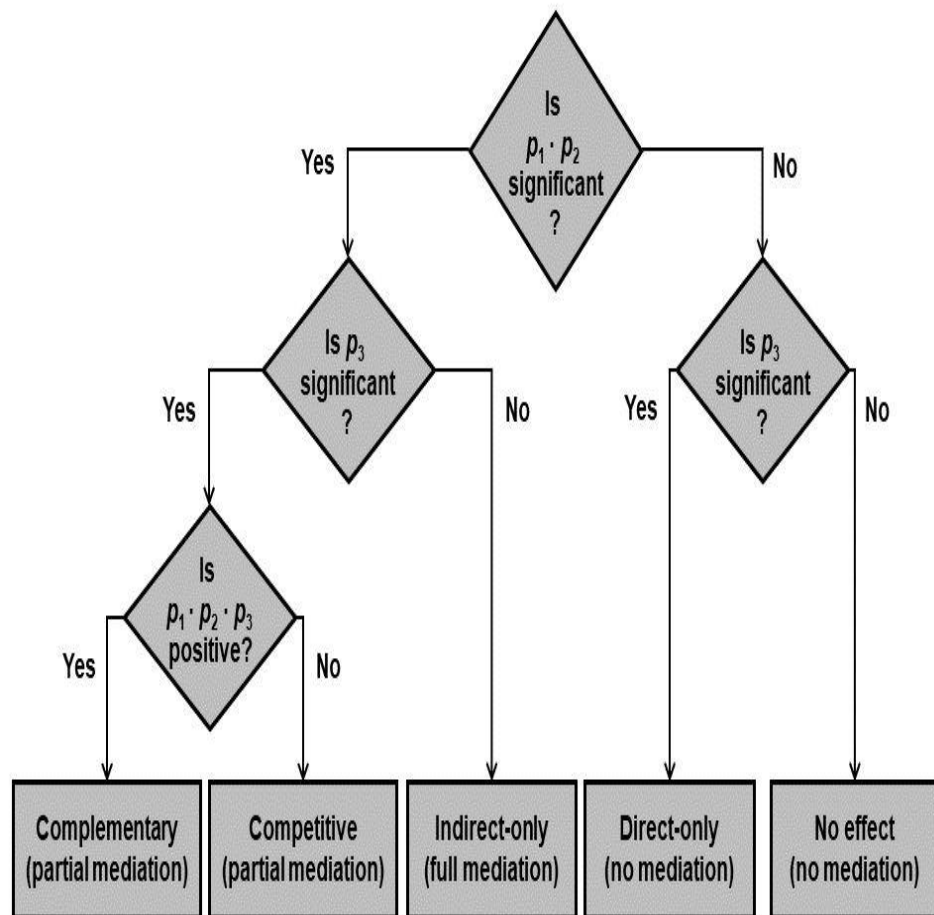 Is
p₁ · p₂
significant
?
Yes
No
Is p₃
significant
?
Yes
No
Is p₃
significant
?
Yes
No
Is
p₁ · p₂ · p₃
positive?
Yes
No
Complementary
(partial mediation)
Competitive
(partial mediation)
Indirect-only
(full mediation)
Direct-only
(no mediation)
No effect
(no mediation)